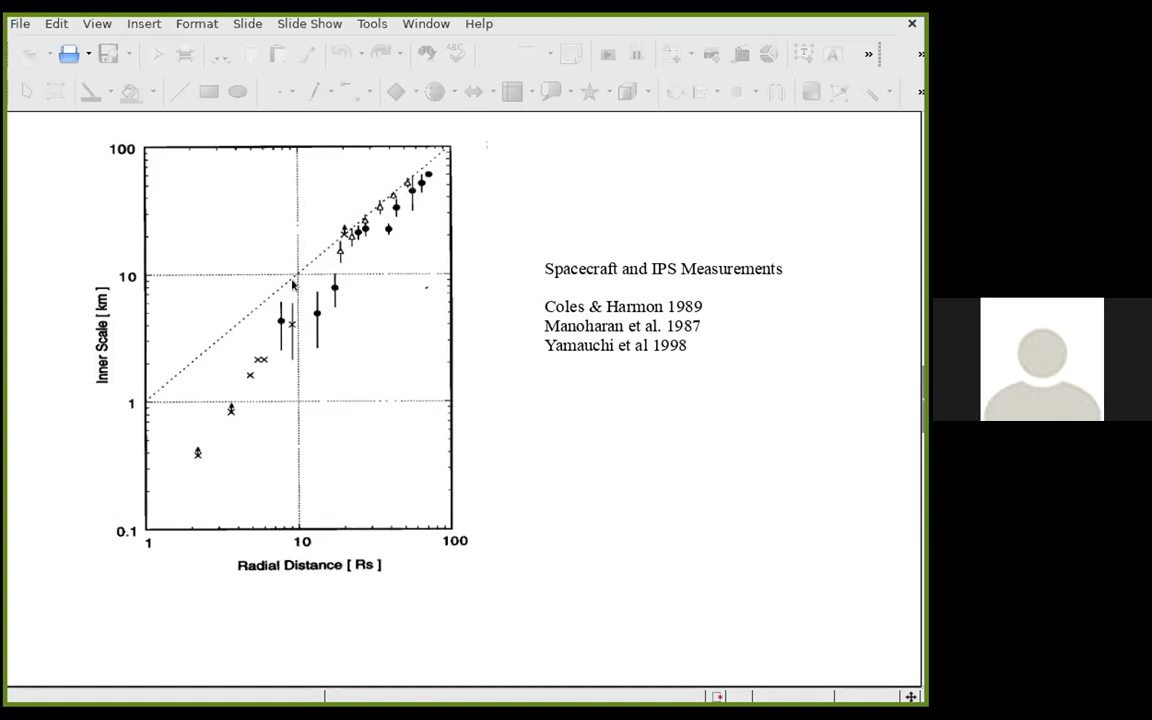 File Edit View Insert Format Slide Slide Show Tools Window Help
ABC
100
10
1
0.1
Inner Scale [ km ]
1 10 100
Radial Distance [ Rs ]
Spacecraft and IPS Measurements
Coles & Harmon 1989
Manoharan et al. 1987
Yamauchi et al 1998